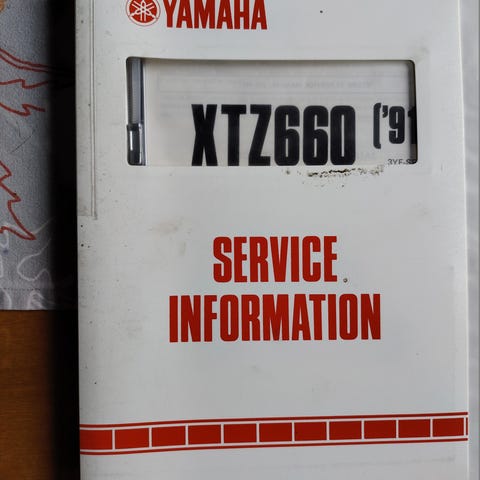 YAMAHA
XTZ660 ('91
SERVICE
INFORMATION